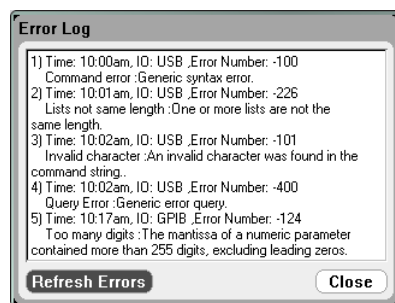 Error Log
1) Time: 10:00am, IO: USB ,Error Number: -100
Command error :Generic syntax error.
2) Time: 10:01am, IO: USB ,Error Number: -226
Lists not same length :One or more lists are not the
same length.
3) Time: 10:02am, IO: USB ,Error Number: -101
Invalid character :An invalid character was found in the
command string..
4) Time: 10:02am, IO: USB ,Error Number: -400
Query Error :Generic error query.
5) Time: 10:17am, IO: GPIB ,Error Number: -124
Too many digits :The mantissa of a numeric parameter
contained more than 255 digits, excluding leading zeros.
Refresh Errors
Close